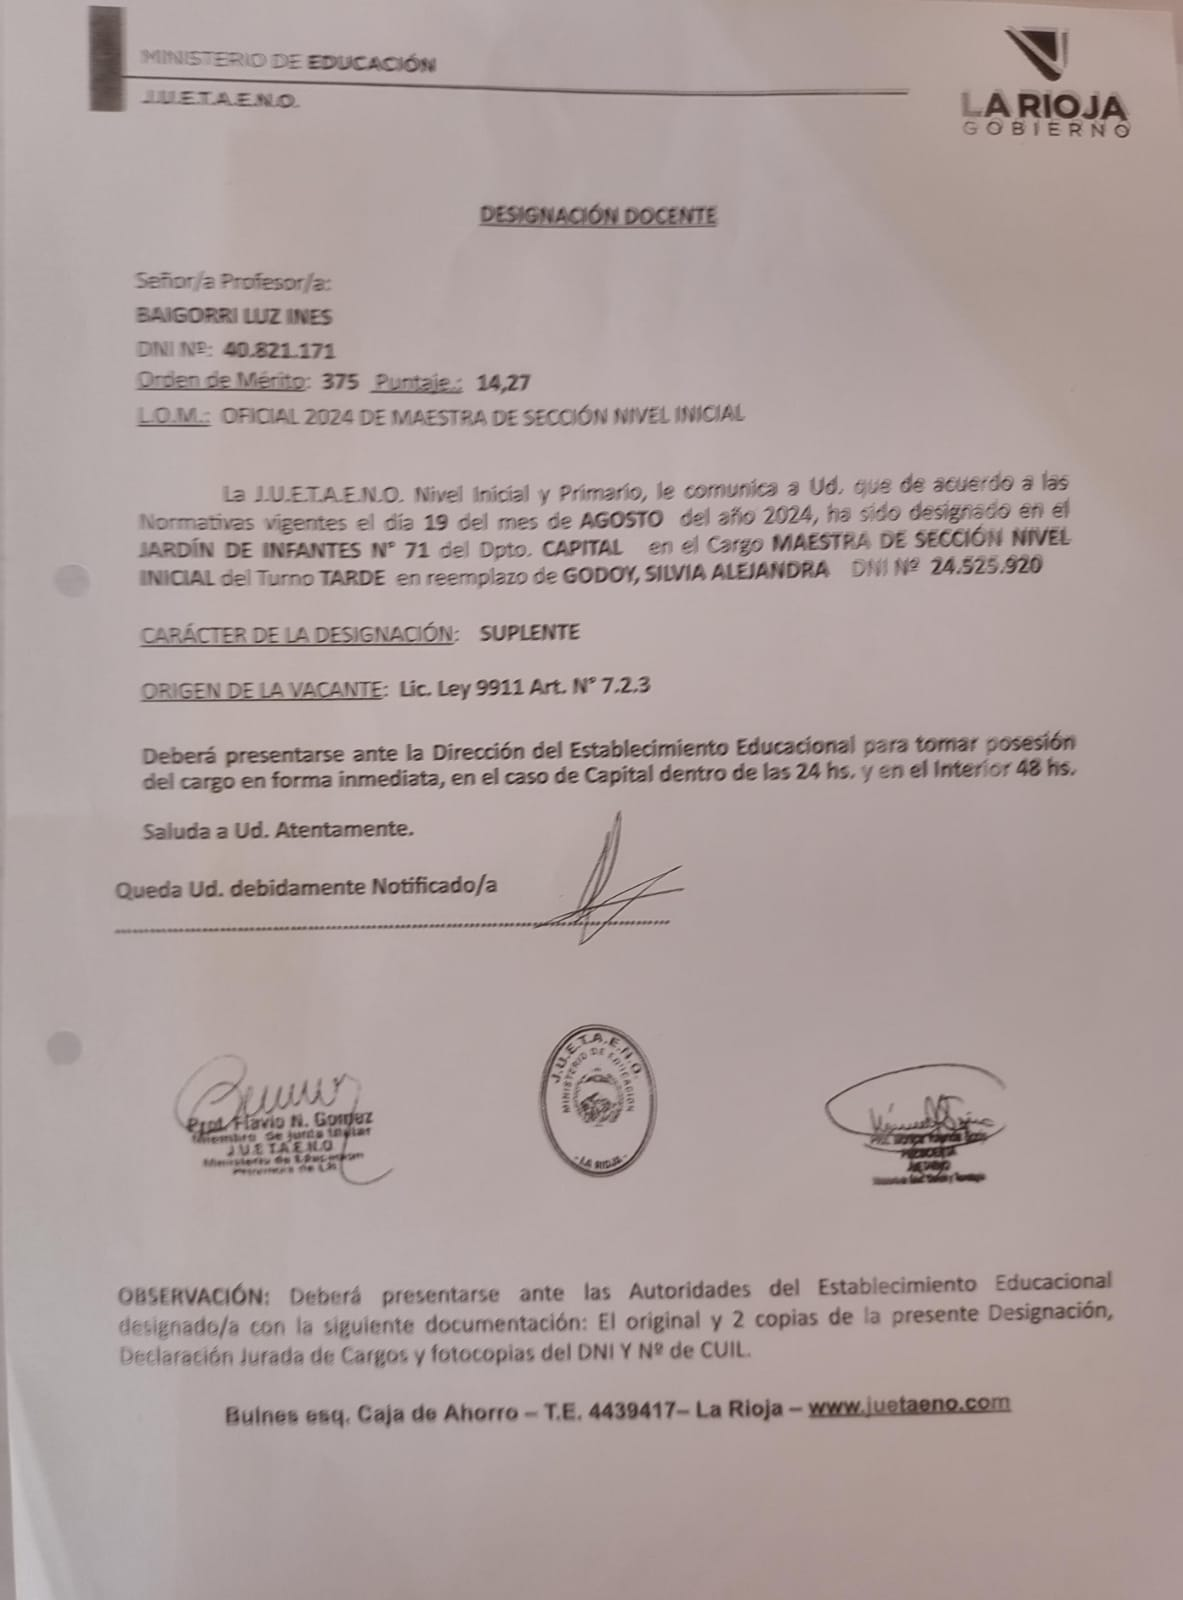 MINISTERIO DE EDUCACIÓN
J.U.E.T.A.E.N.O.
LA RIOJA
GOBIERNO
DESIGNACIÓN DOCENTE
Señor/a Profesor/a:
BAIGORRI LUZ INES
DNI Nº: 40.821.171
Orden de Mérito: 375 Puntaje.: 14,27
L.O.M.: OFICIAL 2024 DE MAESTRA DE SECCIÓN NIVEL INICIAL
La J.U.E.T.A.E.N.O. Nivel Inicial y Primario, le comunica a Ud. que de acuerdo a las
Normativas vigentes el día 19 del mes de AGOSTO del año 2024, ha sido designado en el
JARDÍN DE INFANTES N° 71 del Dpto. CAPITAL en el Cargo MAESTRA DE SECCIÓN NIVEL
INICIAL del Turno TARDE en reemplazo de GODOY, SILVIA ALEJANDRA DNI Nº 24.525.920
CARÁCTER DE LA DESIGNACIÓN: SUPLENTE
ORIGEN DE LA VACANTE: Lic. Ley 9911 Art. N° 7.2.3
Deberá presentarse ante la Dirección del Establecimiento Educacional para tomar posesión
del cargo en forma inmediata, en el caso de Capital dentro de las 24 hs. y en el Interior 48 hs.
Saluda a Ud. Atentamente.
Queda Ud. debidamente Notificado/a
J.U.E.T.A.E.N.O.
MINISTERIO DE EDUCACION
- LA RIOJA -
Prof. Flavio N.
Miembro de Junta
J.U.E.T.A.E.N.O
Ministerio de
PRESIDENTA
OBSERVACIÓN: Deberá presentarse ante las Autoridades del Establecimiento Educacional
designado/a con la siguiente documentación: El original y 2 copias de la presente Designación,
Declaración Jurada de Cargos y fotocopias del DNI Y Nº de CUIL.
Bulnes esq. Caja de Ahorro – T.E. 4439417– La Rioja – www.juetaeno.com